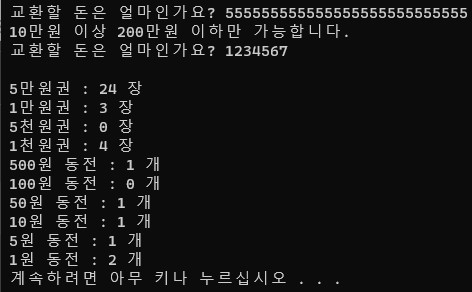 교환할 돈은 얼마인가요? 55555555555555555555555555555
10만원 이상 200만원 이하만 가능합니다.
교환할 돈은 얼마인가요? 1234567
5만원권 : 24 장
1만원권 : 3 장
5천원권 : 0 장
1천원권 : 4 장
500원 동전 : 1 개
100원 동전 : 0 개
50원 동전 : 1 개
10원 동전 : 1 개
5원 동전 : 1 개
1원 동전 : 2 개
계속하려면 아무 키나 누르십시오 . . .